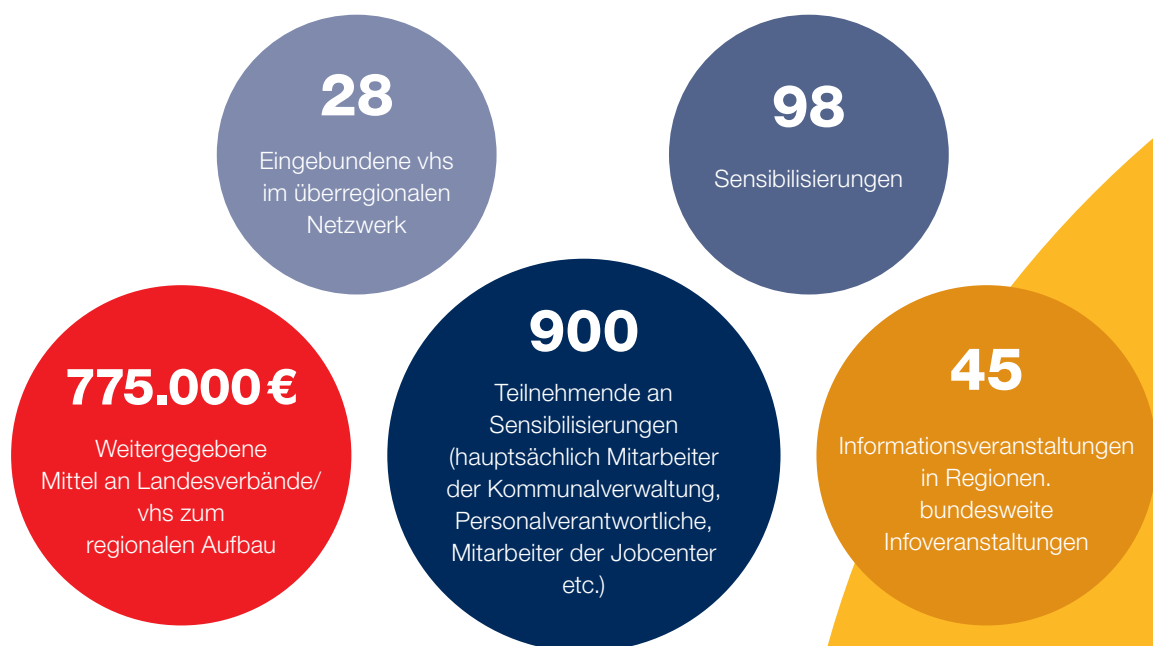 28
Eingebundene vhs
im überregionalen
Netzwerk
98
Sensibilisierungen
775.000 €
Weitergegebene
Mittel an Landesverbände/
vhs zum
regionalen Aufbau
900
Teilnehmende an
Sensibilisierungen
(hauptsächlich Mitarbeiter
der Kommunalverwaltung,
Personalverantwortliche,
Mitarbeiter der Jobcenter
etc.)
45
Informationsveranstaltungen
in Regionen.
bundesweite
Infoveranstaltungen